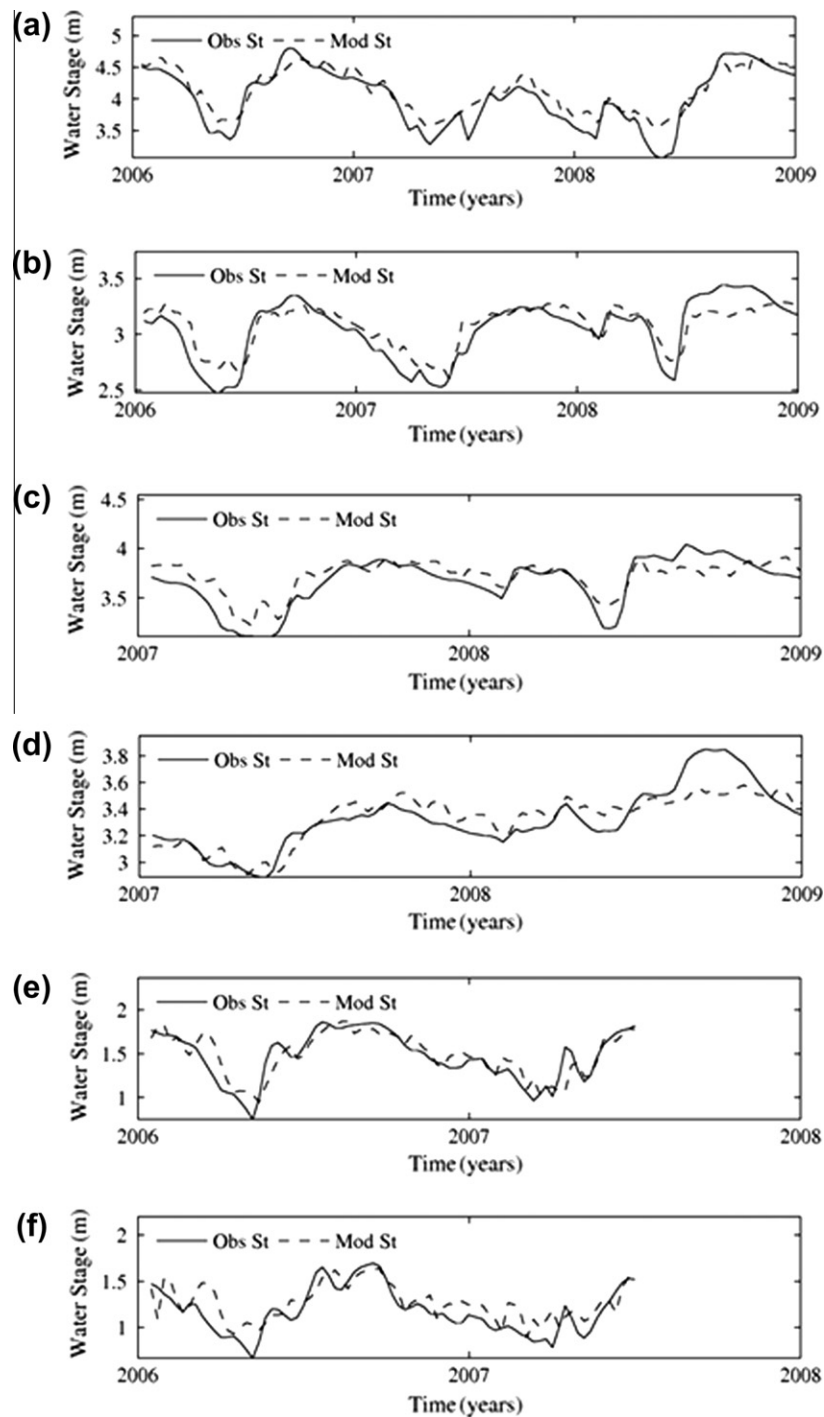 (a)
Obs St Mod St
5
4.5
4
3.5
Water Stage (m)
2006 2007 2008 2009
Time (years)
(b)
Obs St Mod St
3.5
3
2.5
Water Stage (m)
2006 2007 2008 2009
Time (years)
(c)
4.5
Obs St Mod St
4
3.5
Water Stage (m)
2007 2008 2009
Time (years)
(d)
3.8
Obs St Mod St
3.6
3.4
3.2
3
Water Stage (m)
2007 2008 2009
Time (years)
(e)
Obs St Mod St
2
1.5
1
Water Stage (m)
2006 2007 2008
Time (years)
(f)
2
Obs St Mod St
1.5
1
Water Stage (m)
2006 2007 2008
Time (years)